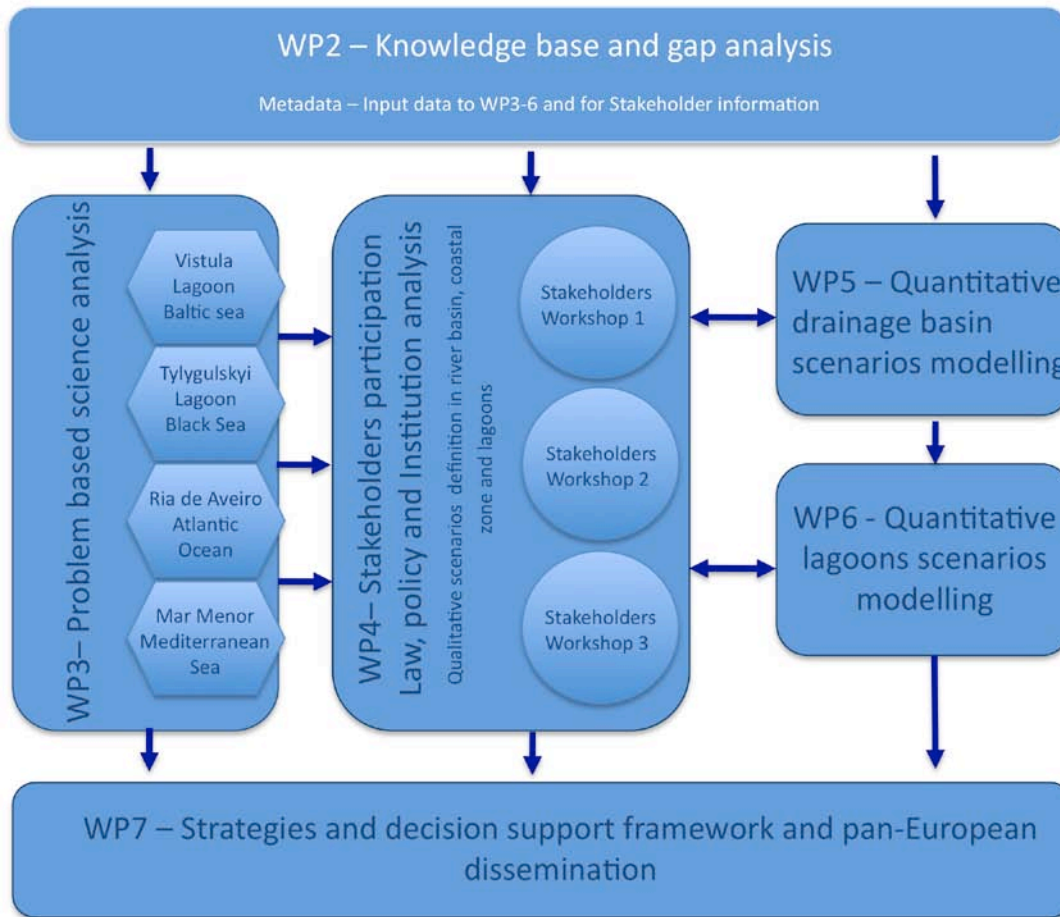 WP2 – Knowledge base and gap analysis
Metadata – Input data to WP3-6 and for Stakeholder information
WP3– Problem based science analysis
Vistula
Lagoon
Baltic sea
Tylygulskyi
Lagoon
Black Sea
Ria de Aveiro
Atlantic
Ocean
Mar Menor
Mediterranean
Sea
WP4– Stakeholders participation
Law, policy and Institution analysis
Qualitative scenarios definition in river basin, coastal
zone and lagoons
Stakeholders
Workshop 1
Stakeholders
Workshop 2
Stakeholders
Workshop 3
WP5 – Quantitative
drainage basin
scenarios modelling
WP6 - Quantitative
lagoons scenarios
modelling
WP7 – Strategies and decision support framework and pan-European
dissemination